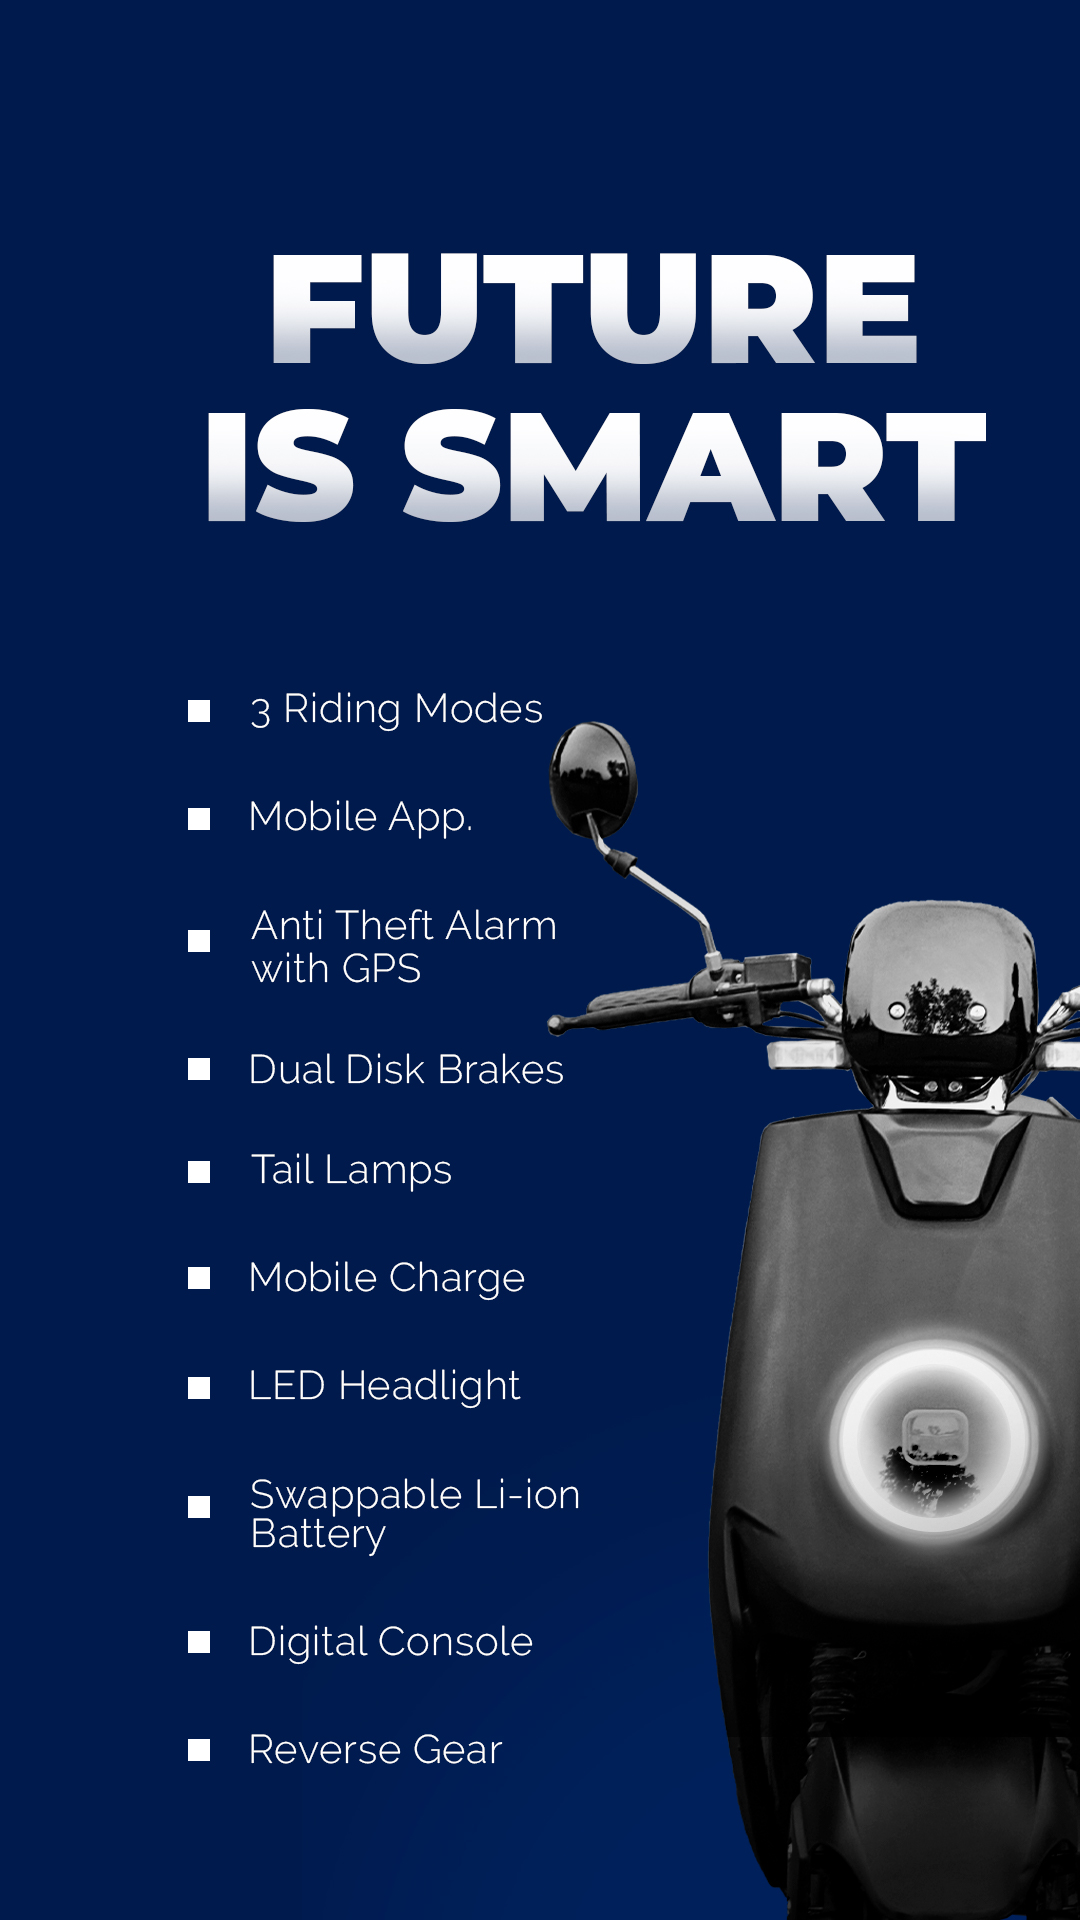 FUTURE
IS SMART
3 Riding Modes
Mobile App.
Anti Theft Alarm
with GPS
Dual Disk Brakes
Tail Lamps
Mobile Charge
LED Headlight
Swappable Li-ion
Battery
Digital Console
Reverse Gear